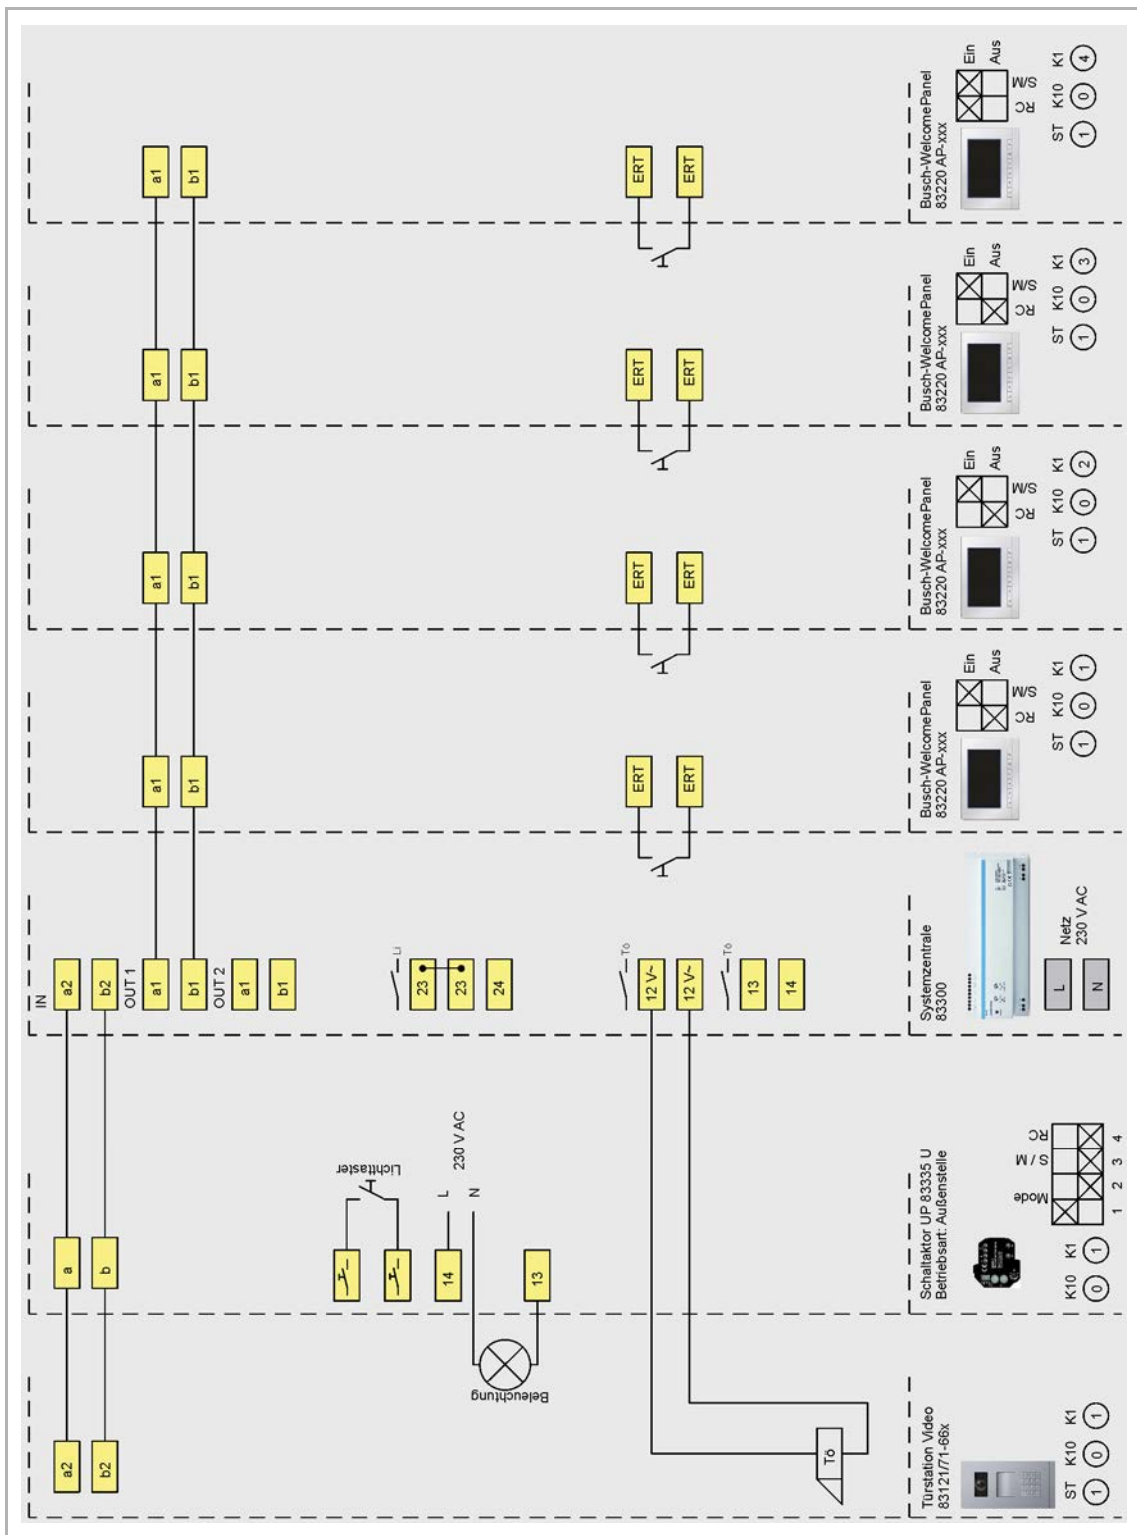 a2
b2
Beleuchtung
Tö
Türstation Video
83121/71-66x
ST K10 K1
1 0 1
a
b
Lichttaster
14
L
N
230 V AC
13
Schaltaktor UP 83335 U
Betriebsart: Außenstelle
K10 K1
0 1
Mode S / M RC
1 2 3 4
IN
a2
b2
OUT 1
a1
b1
OUT 2
a1
b1
Li
23
23
24
Tö
12 V~
12 V~
Tö
13
14
Systemzentrale
83300
L
N
Netz
230 V AC
a1
b1
ERT
ERT
Busch-WelcomePanel
83220 AP-xxx
Ein
Aus
RC S/M
ST K10 K1
1 0 1
a1
b1
ERT
ERT
Busch-WelcomePanel
83220 AP-xxx
Ein
Aus
RC S/M
ST K10 K1
1 0 2
a1
b1
ERT
ERT
Busch-WelcomePanel
83220 AP-xxx
Ein
Aus
RC S/M
ST K10 K1
1 0 3
a1
b1
ERT
ERT
Busch-WelcomePanel
83220 AP-xxx
Ein
Aus
RC S/M
ST K10 K1
1 0 4